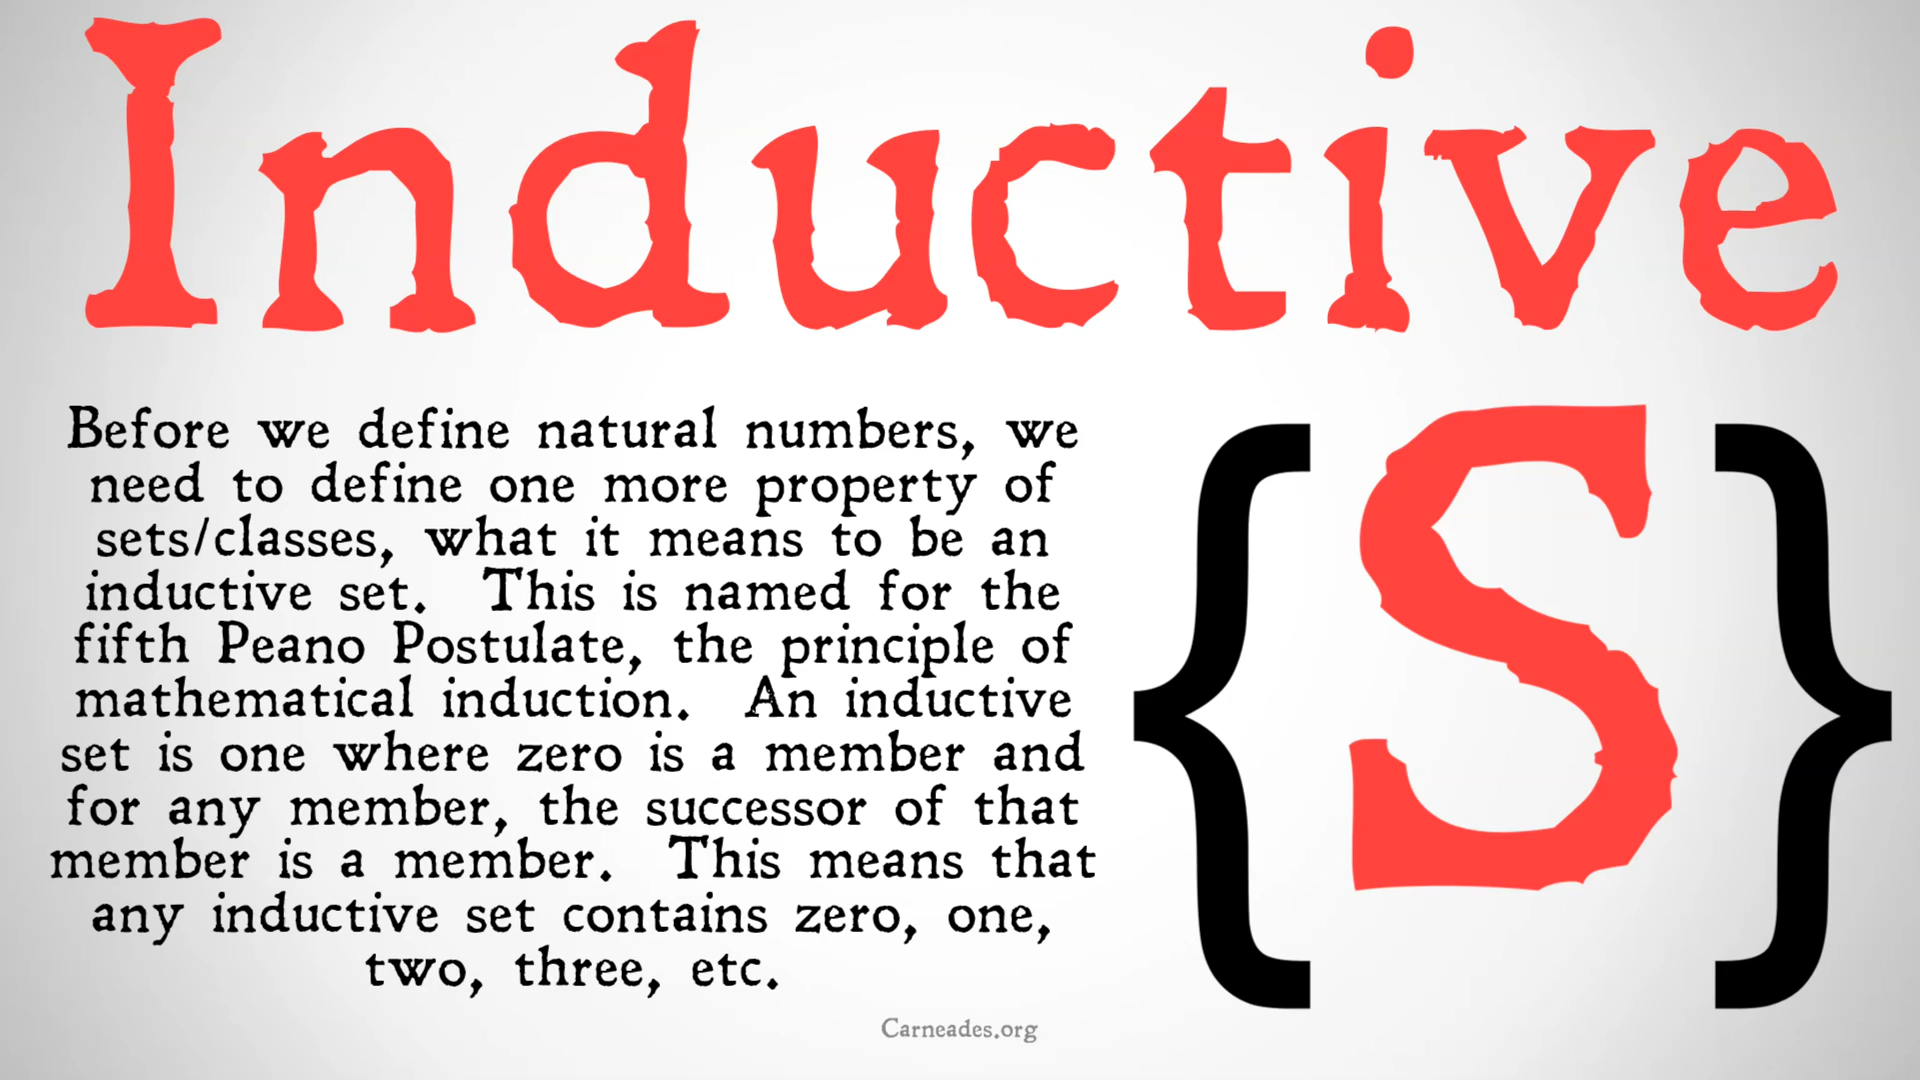 Inductive
Before we define natural numbers, we
need to define one more property of
sets/classes, what it means to be an
inductive set. This is named for the
fifth Peano Postulate, the principle of
mathematical induction. An inductive
set is one where zero is a member and
for any member, the successor of that
member is a member. This means that
any inductive set contains zero, one,
two, three, etc.
{S}
Carneades.org